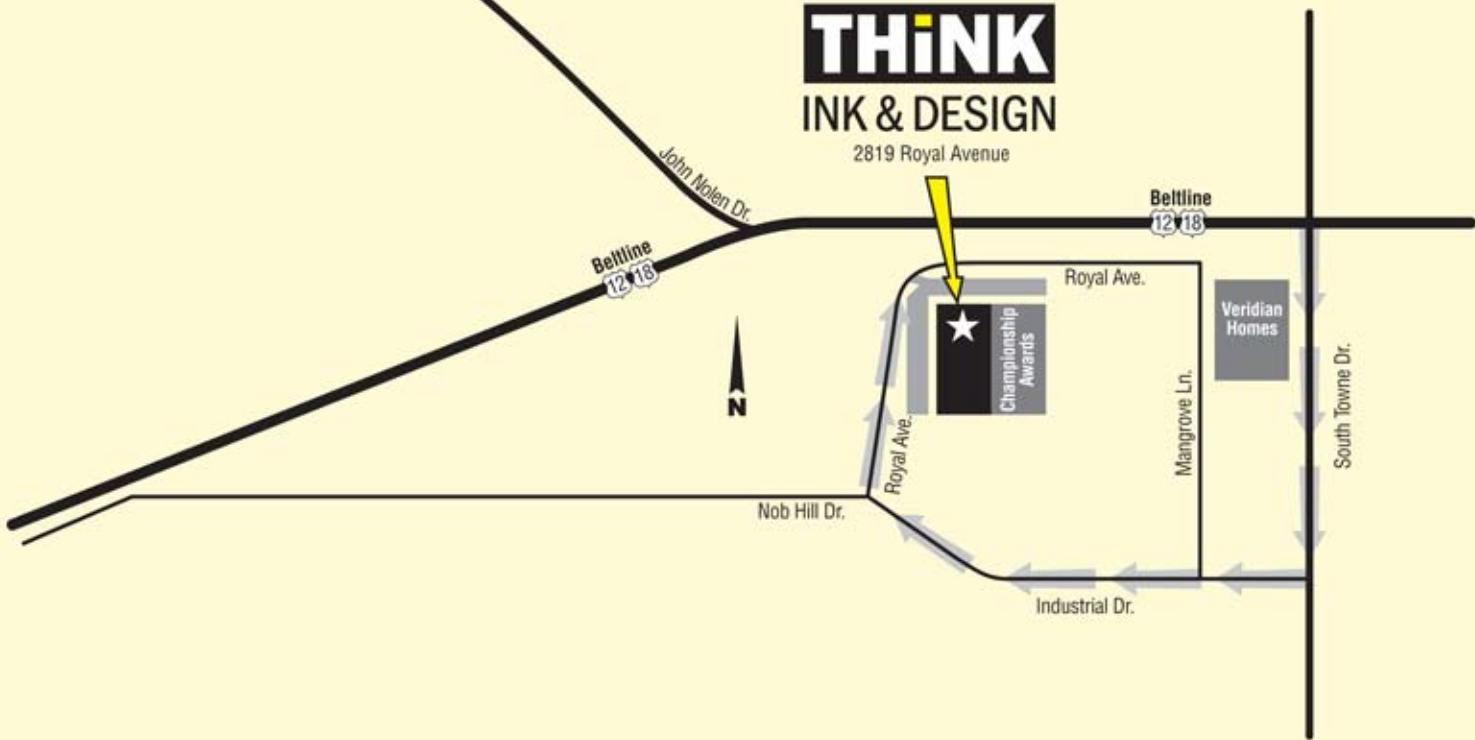 THiNK
INK & DESIGN
2819 Royal Avenue
John Nolen Dr.
Beltline
12 18
Beltline
12 18
Royal Ave.
Veridian
Homes
Championship
Awards
N
Royal Ave.
Mangrove Ln.
South Towne Dr.
Nob Hill Dr.
Industrial Dr.